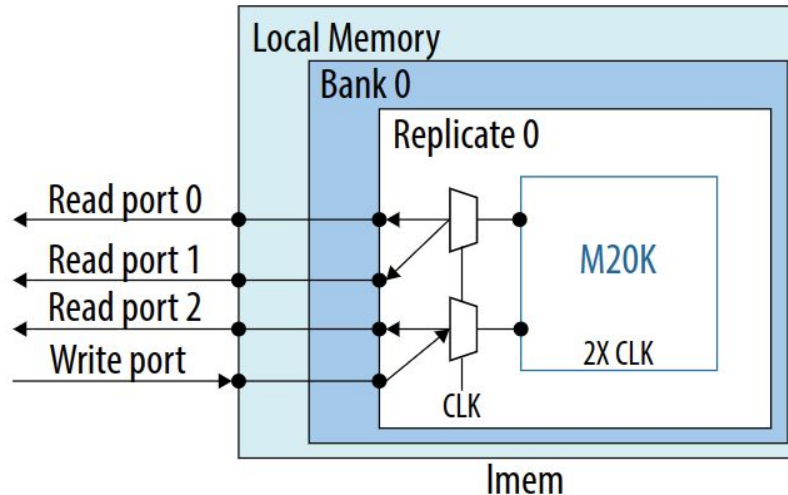 Local Memory
Bank 0
Replicate 0
Read port 0
Read port 1
Read port 2
Write port
M20K
2X CLK
CLK
lmem